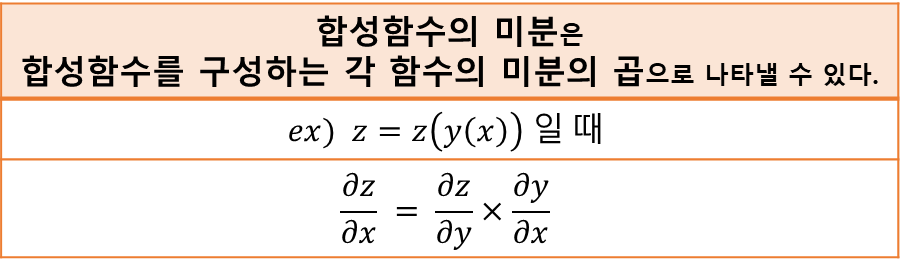 합성함수의 미분은
합성함수를 구성하는 각 함수의 미분의 곱으로 나타낼 수 있다.
ex) z = z(y(x)) 일 때
∂z/∂x = ∂z/∂y × ∂y/∂x